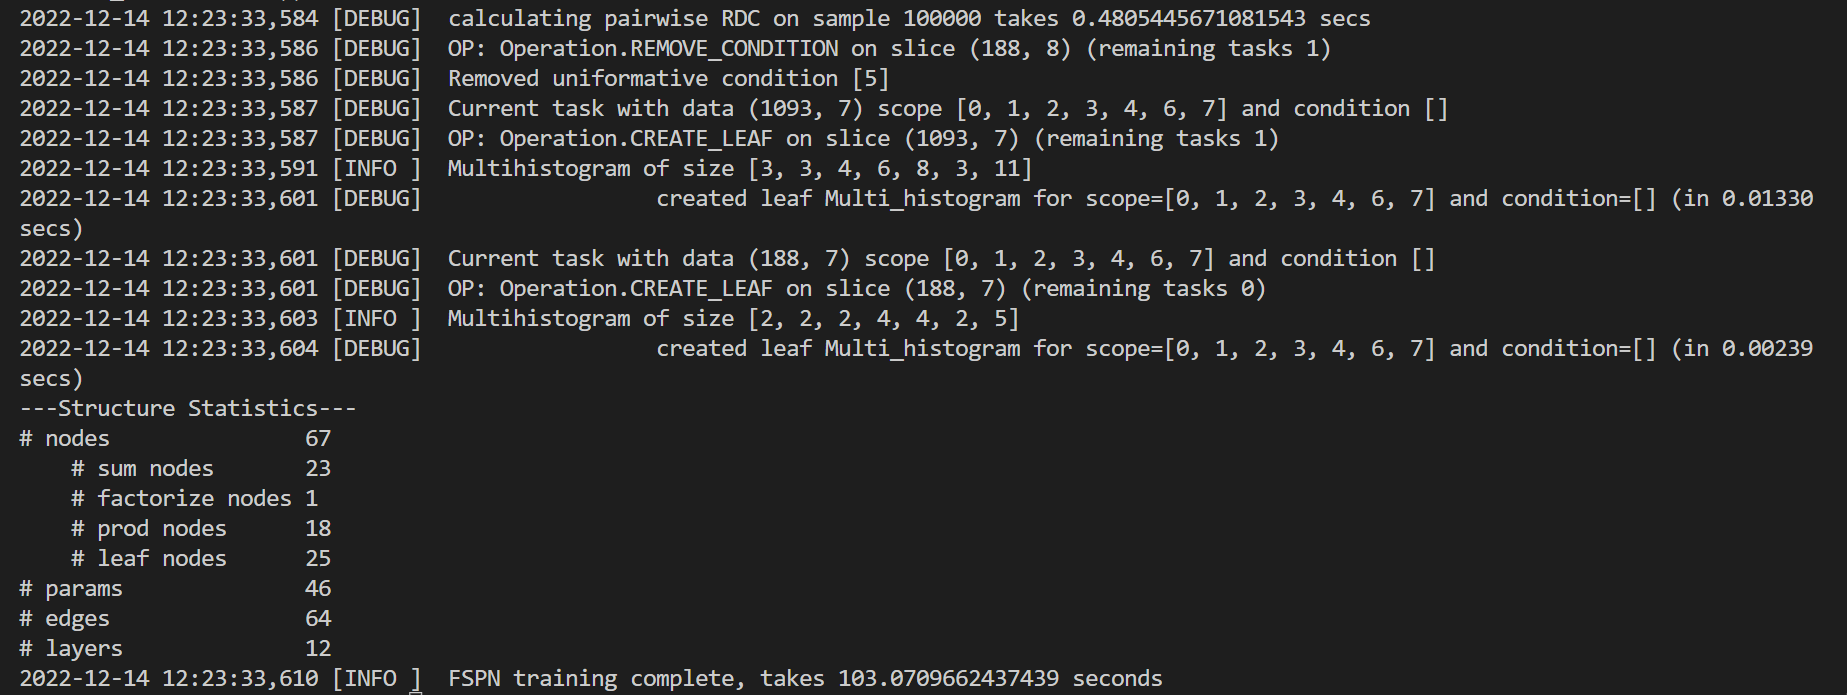 2022-12-14 12:23:33,584 [DEBUG]  calculating pairwise RDC on sample 100000 takes 0.4805445671081543 secs
2022-12-14 12:23:33,586 [DEBUG]  OP: Operation.REMOVE_CONDITION on slice (188, 8) (remaining tasks 1)
2022-12-14 12:23:33,586 [DEBUG]  Removed uniformative condition [5]
2022-12-14 12:23:33,587 [DEBUG]  Current task with data (1093, 7) scope [0, 1, 2, 3, 4, 6, 7] and condition []
2022-12-14 12:23:33,587 [DEBUG]  OP: Operation.CREATE_LEAF on slice (1093, 7) (remaining tasks 1)
2022-12-14 12:23:33,591 [INFO ]  Multihistogram of size [3, 3, 4, 6, 8, 3, 11]
2022-12-14 12:23:33,601 [DEBUG]                  created leaf Multi_histogram for scope=[0, 1, 2, 3, 4, 6, 7] and condition=[] (in 0.01330
secs)
2022-12-14 12:23:33,601 [DEBUG]  Current task with data (188, 7) scope [0, 1, 2, 3, 4, 6, 7] and condition []
2022-12-14 12:23:33,601 [DEBUG]  OP: Operation.CREATE_LEAF on slice (188, 7) (remaining tasks 0)
2022-12-14 12:23:33,603 [INFO ]  Multihistogram of size [2, 2, 2, 4, 4, 2, 5]
2022-12-14 12:23:33,604 [DEBUG]                  created leaf Multi_histogram for scope=[0, 1, 2, 3, 4, 6, 7] and condition=[] (in 0.00239
secs)
---Structure Statistics---
# nodes               67
    # sum nodes       23
    # factorize nodes 1
    # prod nodes      18
    # leaf nodes      25
# params              46
# edges               64
# layers              12
2022-12-14 12:23:33,610 [INFO ]  FSPN training complete, takes 103.0709662437439 seconds